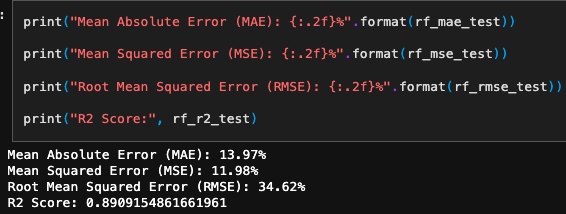 :
print("Mean Absolute Error (MAE): {:.2f}%".format(rf_mae_test))
print("Mean Squared Error (MSE): {:.2f}%".format(rf_mse_test))
print("Root Mean Squared Error (RMSE): {:.2f}%".format(rf_rmse_test))
print("R2 Score:", rf_r2_test)
Mean Absolute Error (MAE): 13.97%
Mean Squared Error (MSE): 11.98%
Root Mean Squared Error (RMSE): 34.62%
R2 Score: 0.8909154861661961